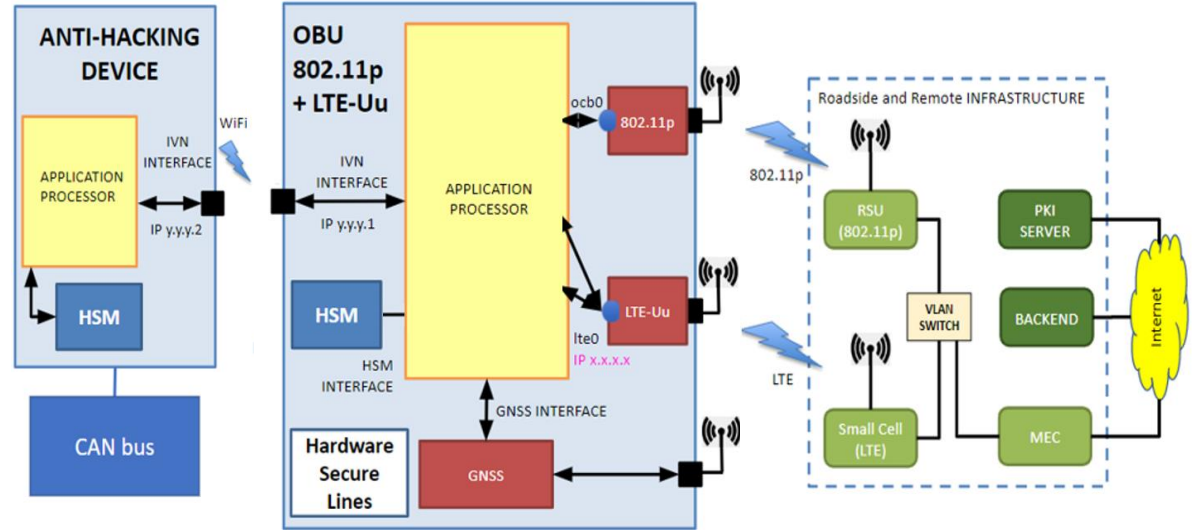 ANTI-HACKING
DEVICE
APPLICATION
PROCESSOR
IVN
INTERFACE
IP y.y.y.2
HSM
CAN bus
WiFi
OBU
802.11p
+ LTE-Uu
IVN
INTERFACE
IP y.y.y.1
HSM
HSM
INTERFACE
APPLICATION
PROCESSOR
ocb0
802.11p
LTE-Uu
lte0
IP x.x.x.x
GNSS INTERFACE
GNSS
Hardware
Secure
Lines
802.11p
LTE
Roadside and Remote INFRASTRUCTURE
RSU
(802.11p)
PKI
SERVER
VLAN
SWITCH
BACKEND
Internet
Small Cell
(LTE)
MEC